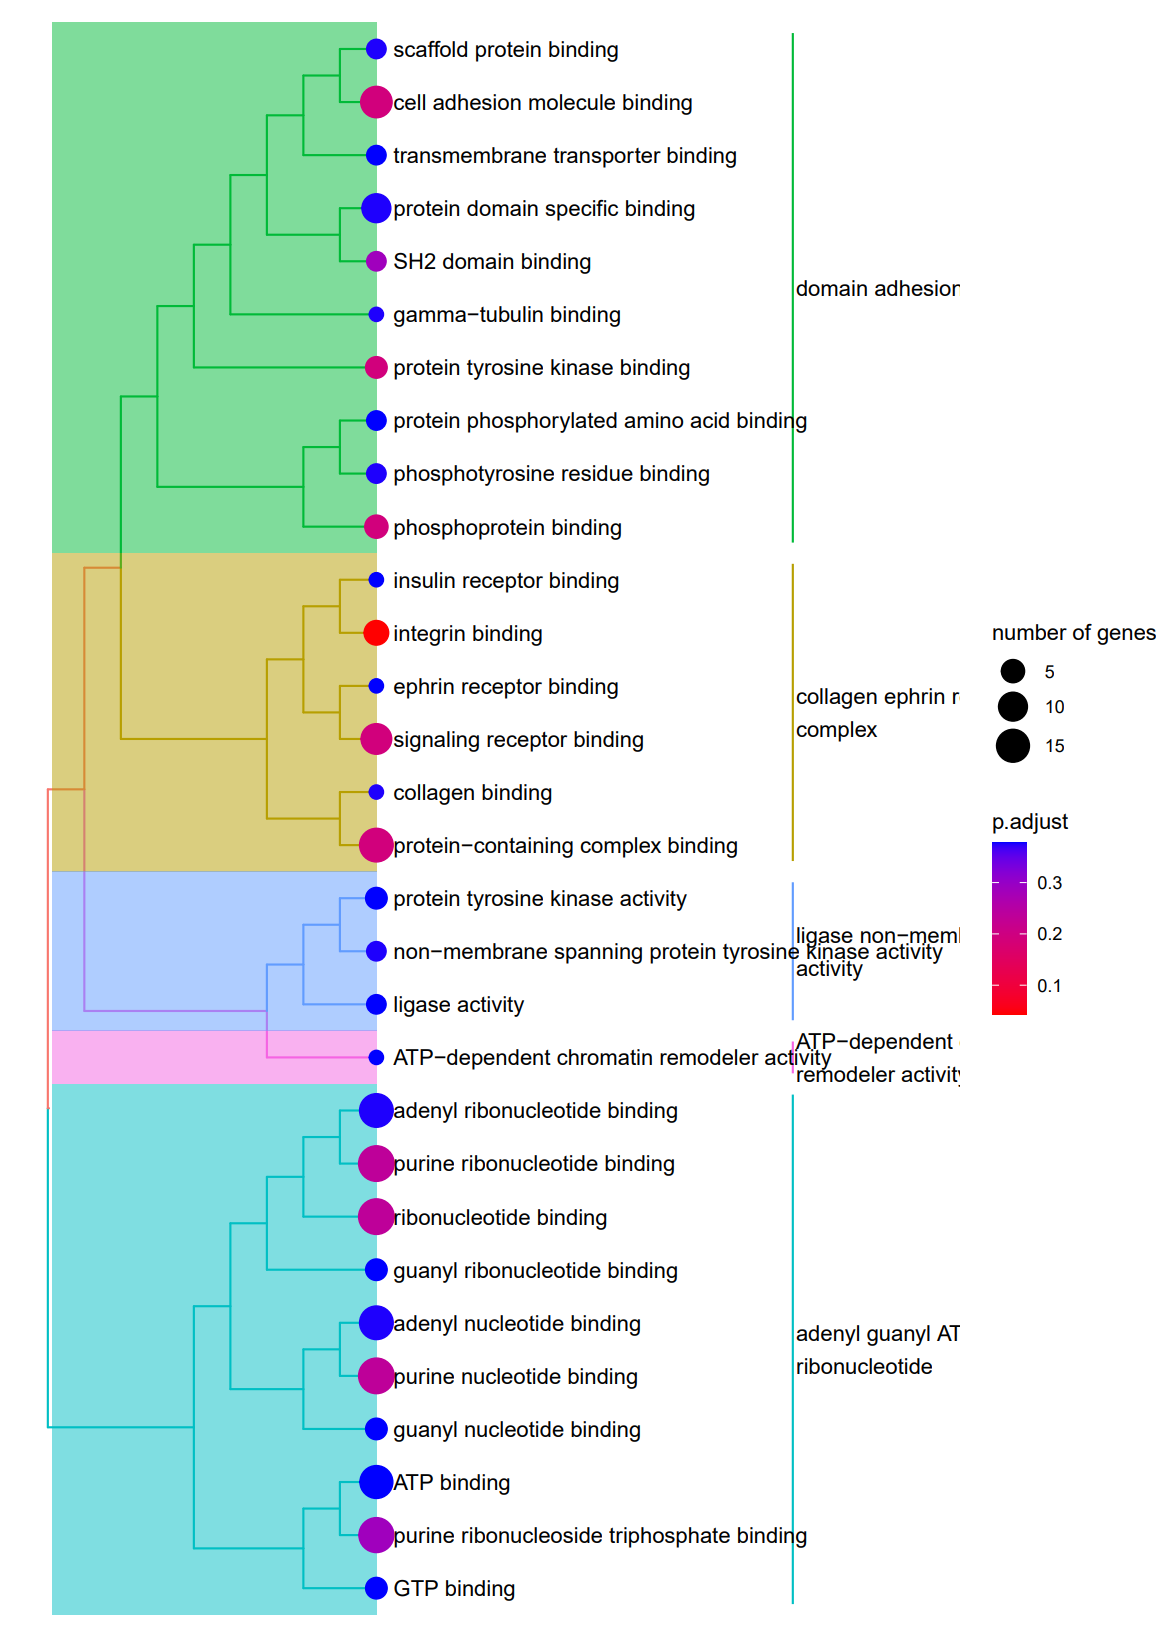 scaffold protein binding
cell adhesion molecule binding
transmembrane transporter binding
protein domain specific binding
SH2 domain binding
gamma−tubulin binding
protein tyrosine kinase binding
protein phosphorylated amino acid binding
phosphotyrosine residue binding
phosphoprotein binding
insulin receptor binding
integrin binding
ephrin receptor binding
signaling receptor binding
collagen binding
protein−containing complex binding
protein tyrosine kinase activity
non−membrane spanning protein tyrosine kinase activity
ligase activity
ATP−dependent chromatin remodeler activity
adenyl ribonucleotide binding
purine ribonucleotide binding
ribonucleotide binding
guanyl ribonucleotide binding
adenyl nucleotide binding
purine nucleotide binding
guanyl nucleotide binding
ATP binding
purine ribonucleoside triphosphate binding
GTP binding
domain adhesion
collagen ephrin
complex
ligase
activity
ATP−dependent
remodeler activity
adenyl guanyl
ribonucleotide
number of genes
5
10
15
p.adjust
0.3
0.2
0.1